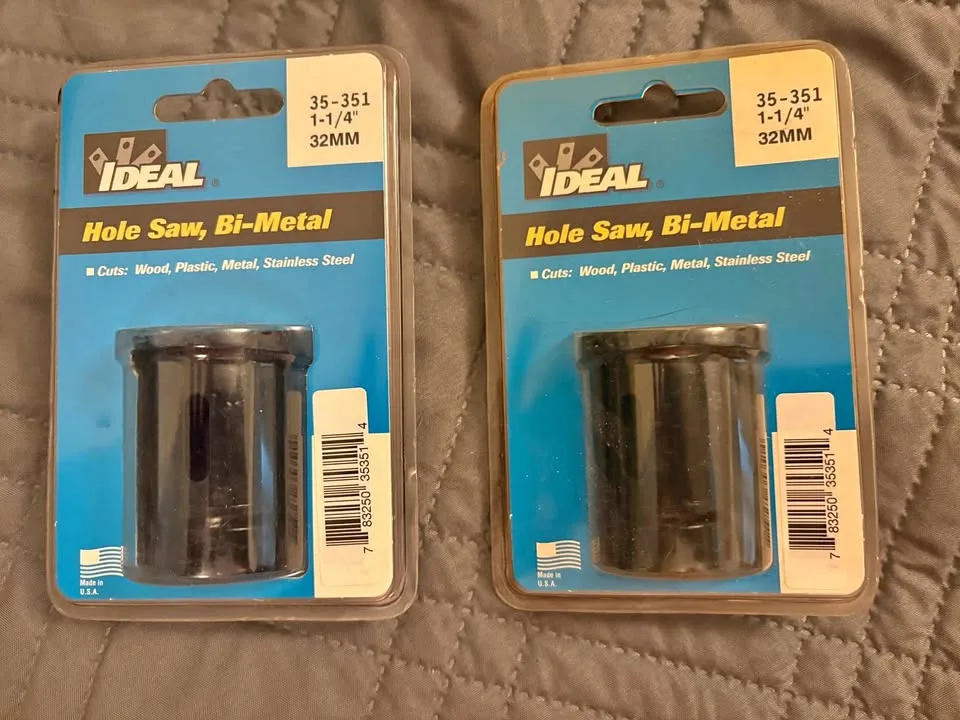 35-351
1-1/4"
32MM
IDEAL®
Hole Saw, Bi-Metal
Cuts: Wood, Plastic, Metal, Stainless Steel
7 83250 35351 4
Made in
U.S.A.
35-351
1-1/4"
32MM
IDEAL®
Hole Saw, Bi-Metal
Cuts: Wood, Plastic, Metal, Stainless Steel
7 83250 35351 4
Made in
U.S.A.